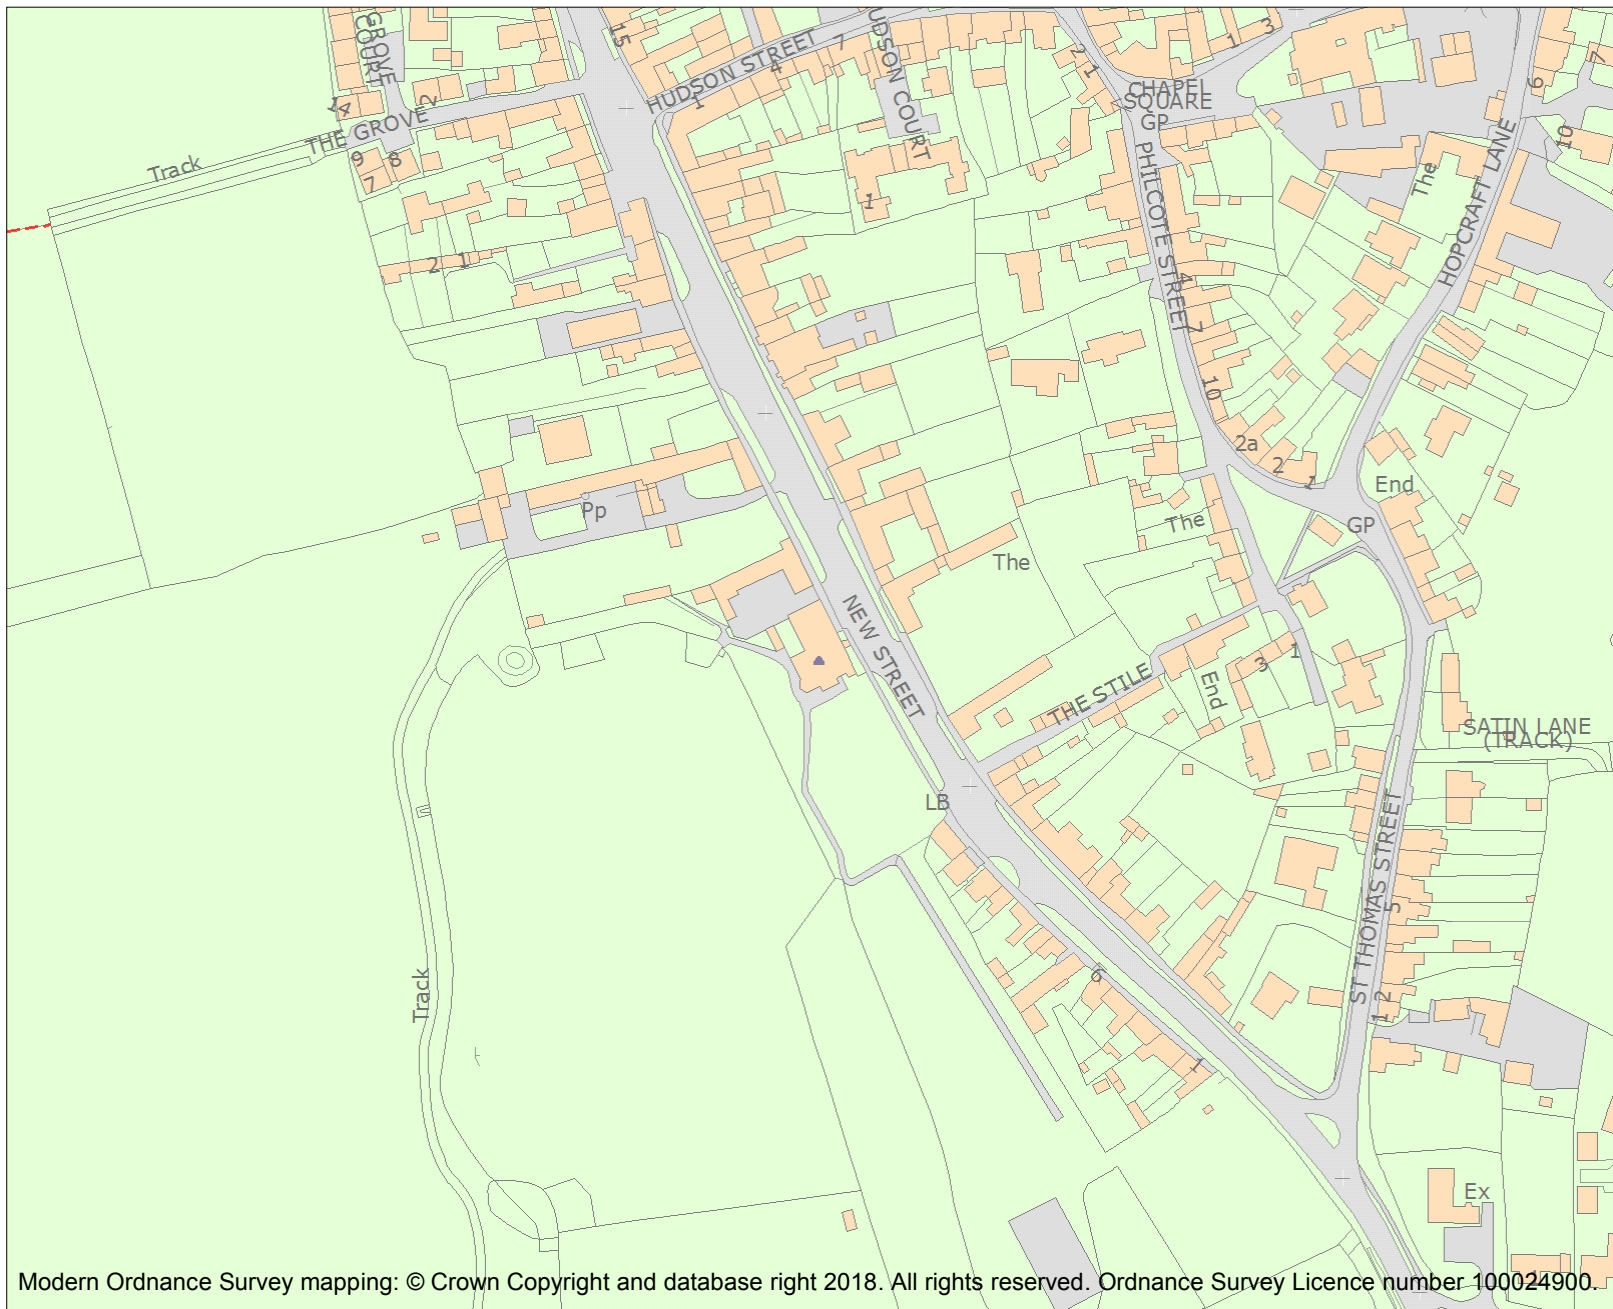 GROVE
COURT
15
HUDSON STREET
7
4
1
UDSON COURT
2
1
1
3
CHAPEL
SQUARE
GP
6
7
10
14
2
THE GROVE
Track
9
8
7
2
1
1
PHILCOTE STREET
4
7
10
The
HOPCRAFT LANE
2a
2
1
End
GP
Pp
The
The
NEW STREET
THE STILE
End
3
1
SATIN LANE
(TRACK)
LB
ST THOMAS STREET
5
2
1
6
1
Track
Ex
Modern Ordnance Survey mapping: © Crown Copyright and database right 2018. All rights reserved. Ordnance Survey Licence number 100024900.